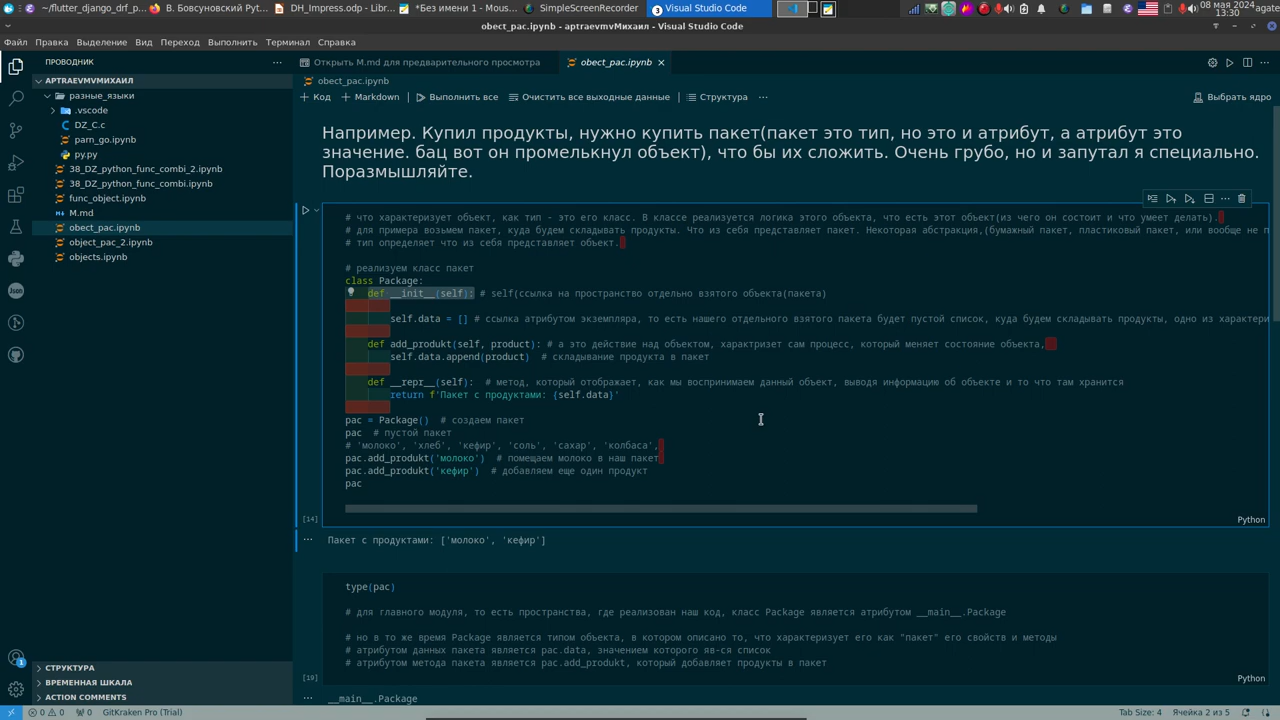 ~/flutter_django_drf_p...
В. Бовсуновский Python...
DH_Impress.odp - Libre...
*Без имени 1 - Mouse...
SimpleScreenRecorder
Visual Studio Code
08 мая 2024
13:30
agate
obect_pac.ipynb — артраеvmvМихаил — Visual Studio Code
Файл Правка Выделение Вид Переход Выполнить Терминал Справка
ПРОВОДНИК
Открыть M.md для предварительного просмотра
obect_pac.ipynb
АРТRAEVMVМИХАИЛ
obect_pac.ipynb
разные_языки
.vscode
DZ_C.c
pam_go.ipynb
py.py
38_DZ_python_func_combi_2.ipynb
38_DZ_python_func_combi.ipynb
func_object.ipynb
M.md
obect_pac.ipynb
object_pac_2.ipynb
objects.ipynb
Код Markdown Выполнить все Очистить все выходные данные Структура ... Выбрать ядро
Например. Купил продукты, нужно купить пакет(пакет это тип, но это и атрибут, а атрибут это
значение. бац вот он промелькнул объект), что бы их сложить. Очень грубо, но и запутал я специально.
Поразмышляйте.
# что характеризует объект, как тип - это его класс. В классе реализуется логика этого объекта, что есть этот объект(из чего он состоит и что умеет делать).
# для примера возьмем пакет, куда будем складывать продукты. Что из себя представляет пакет. Некоторая абстракция,(бумажный пакет, пластиковый пакет, или вообще не п
# тип определяет что из себя представляет объект.
# реализуем класс пакет
class Package:
def __init__(self): # self(ссылка на пространство отдельно взятого объекта(пакета)
self.data = [] # ссылка атрибутом экземпляра, то есть нашего отдельного взятого пакета будет пустой список, куда будем складывать продукты, одно из характери
def add_produkt(self, product): # а это действие над объектом, характризет сам процесс, который меняет состояние объекта,
self.data.append(product) # складывание продукта в пакет
def __repr__(self): # метод, который отображает, как мы воспринимаем данный объект, выводя информацию об объекте и то что там хранится
return f'Пакет с продуктами: {self.data}'
pac = Package() # создаем пакет
pac # пустой пакет
# 'молоко', 'хлеб', 'кефир', 'соль', 'сахар', 'колбаса',
pac.add_produkt('молоко') # помещаем молоко в наш пакет
pac.add_produkt('кефир') # добавляем еще один продукт
pac
[14]
Python
... Пакет с продуктами: ['молоко', 'кефир']
type(pac)
# для главного модуля, то есть пространства, где реализован наш код, класс Package является атрибутом __main__.Package
# но в то же время Package является типом объекта, в котором описано то, что характеризует его как "пакет" его свойств и методы
# атрибутом данных пакета является pac.data, значением которого яв-ся список
# атрибутом метода пакета является pac.add_produkt, который добавляет продукты в пакет
[19]
Python
... __main__.Package
СТРУКТУРА
ВРЕМЕННАЯ ШКАЛА
ACTION COMMENTS
0 0 0 GitKraken Pro (Trial)
Tab Size: 4 Ячейка 2 из 5